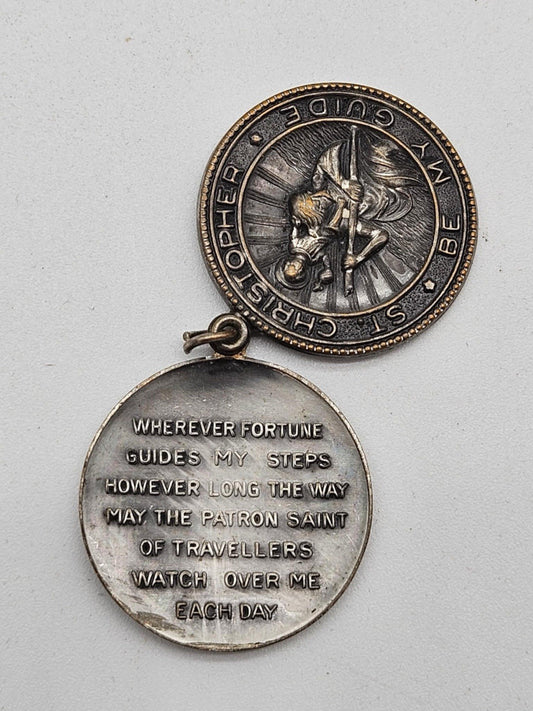 ST. CHRISTOPHER
BE MY GUIDE
WHEREVER FORTUNE
GUIDES MY STEPS
HOWEVER LONG THE WAY
MAY THE PATRON SAINT
OF TRAVELLERS
WATCH OVER ME
EACH DAY